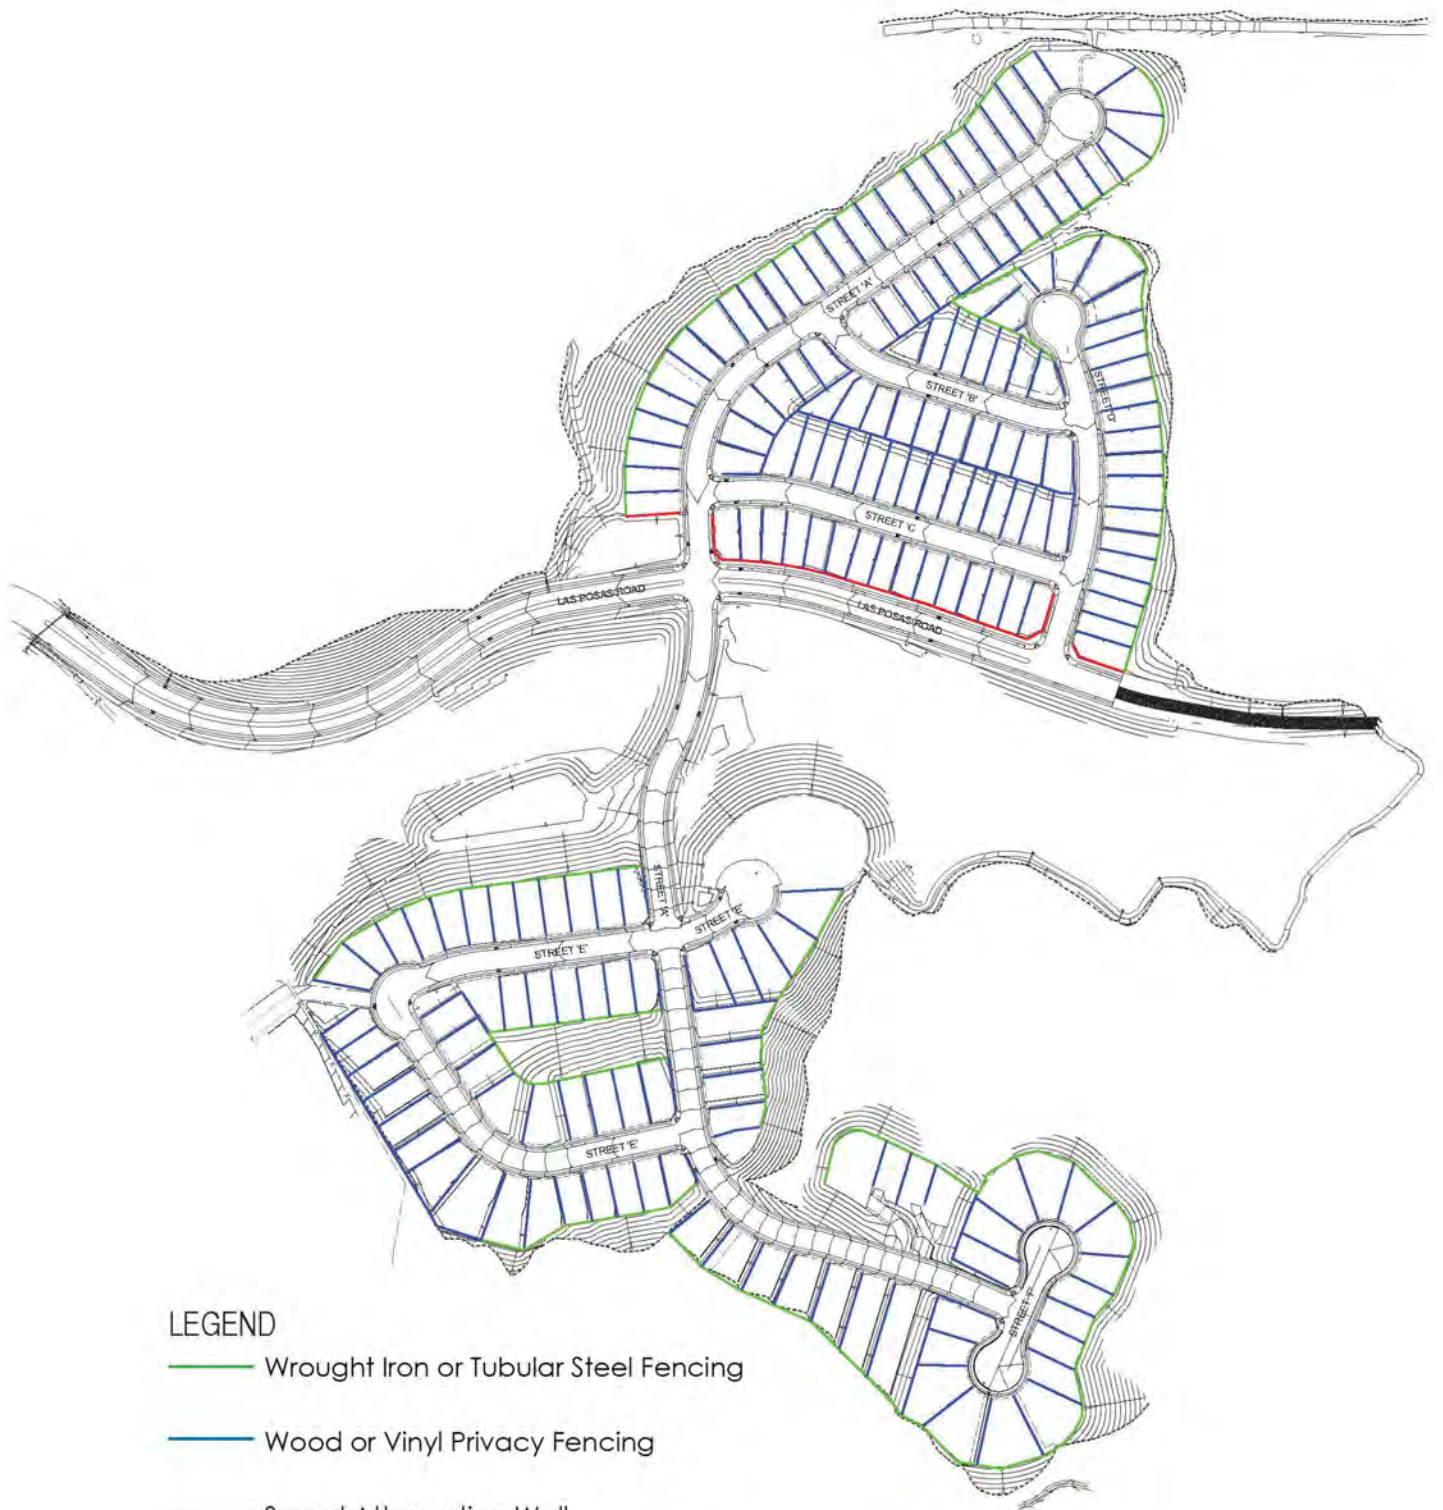 STREET 'A'
STREET 'B'
STREET 'D'
STREET 'C
LAS POSAS ROAD
LAS POSAS ROAD
STREET 'A'
STREET 'E'
STREET 'E'
STREET 'E'
STREET 'F'
LEGEND
Wrought Iron or Tubular Steel Fencing
Wood or Vinyl Privacy Fencing